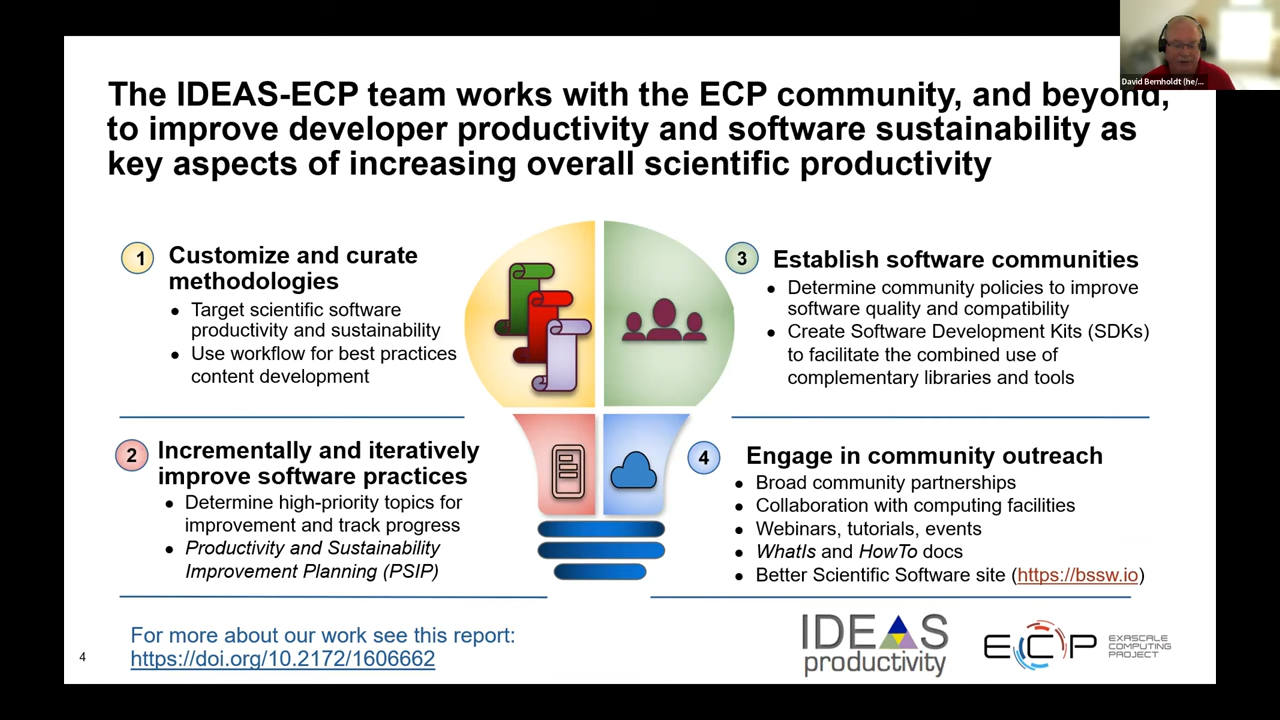 David Bernholdt (he/...
The IDEAS-ECP team works with the ECP community, and beyond,
to improve developer productivity and software sustainability as
key aspects of increasing overall scientific productivity
1
Customize and curate
methodologies
• Target scientific software
productivity and sustainability
• Use workflow for best practices
content development
2
Incrementally and iteratively
improve software practices
• Determine high-priority topics for
improvement and track progress
• Productivity and Sustainability
Improvement Planning (PSIP)
3
Establish software communities
• Determine community policies to improve
software quality and compatibility
• Create Software Development Kits (SDKs)
to facilitate the combined use of
complementary libraries and tools
4
Engage in community outreach
• Broad community partnerships
• Collaboration with computing facilities
• Webinars, tutorials, events
• WhatIs and HowTo docs
• Better Scientific Software site (https://bssw.io)
For more about our work see this report:
https://doi.org/10.2172/1606662
4
IDEAS
productivity
ECP
EXASCALE
COMPUTING
PROJECT